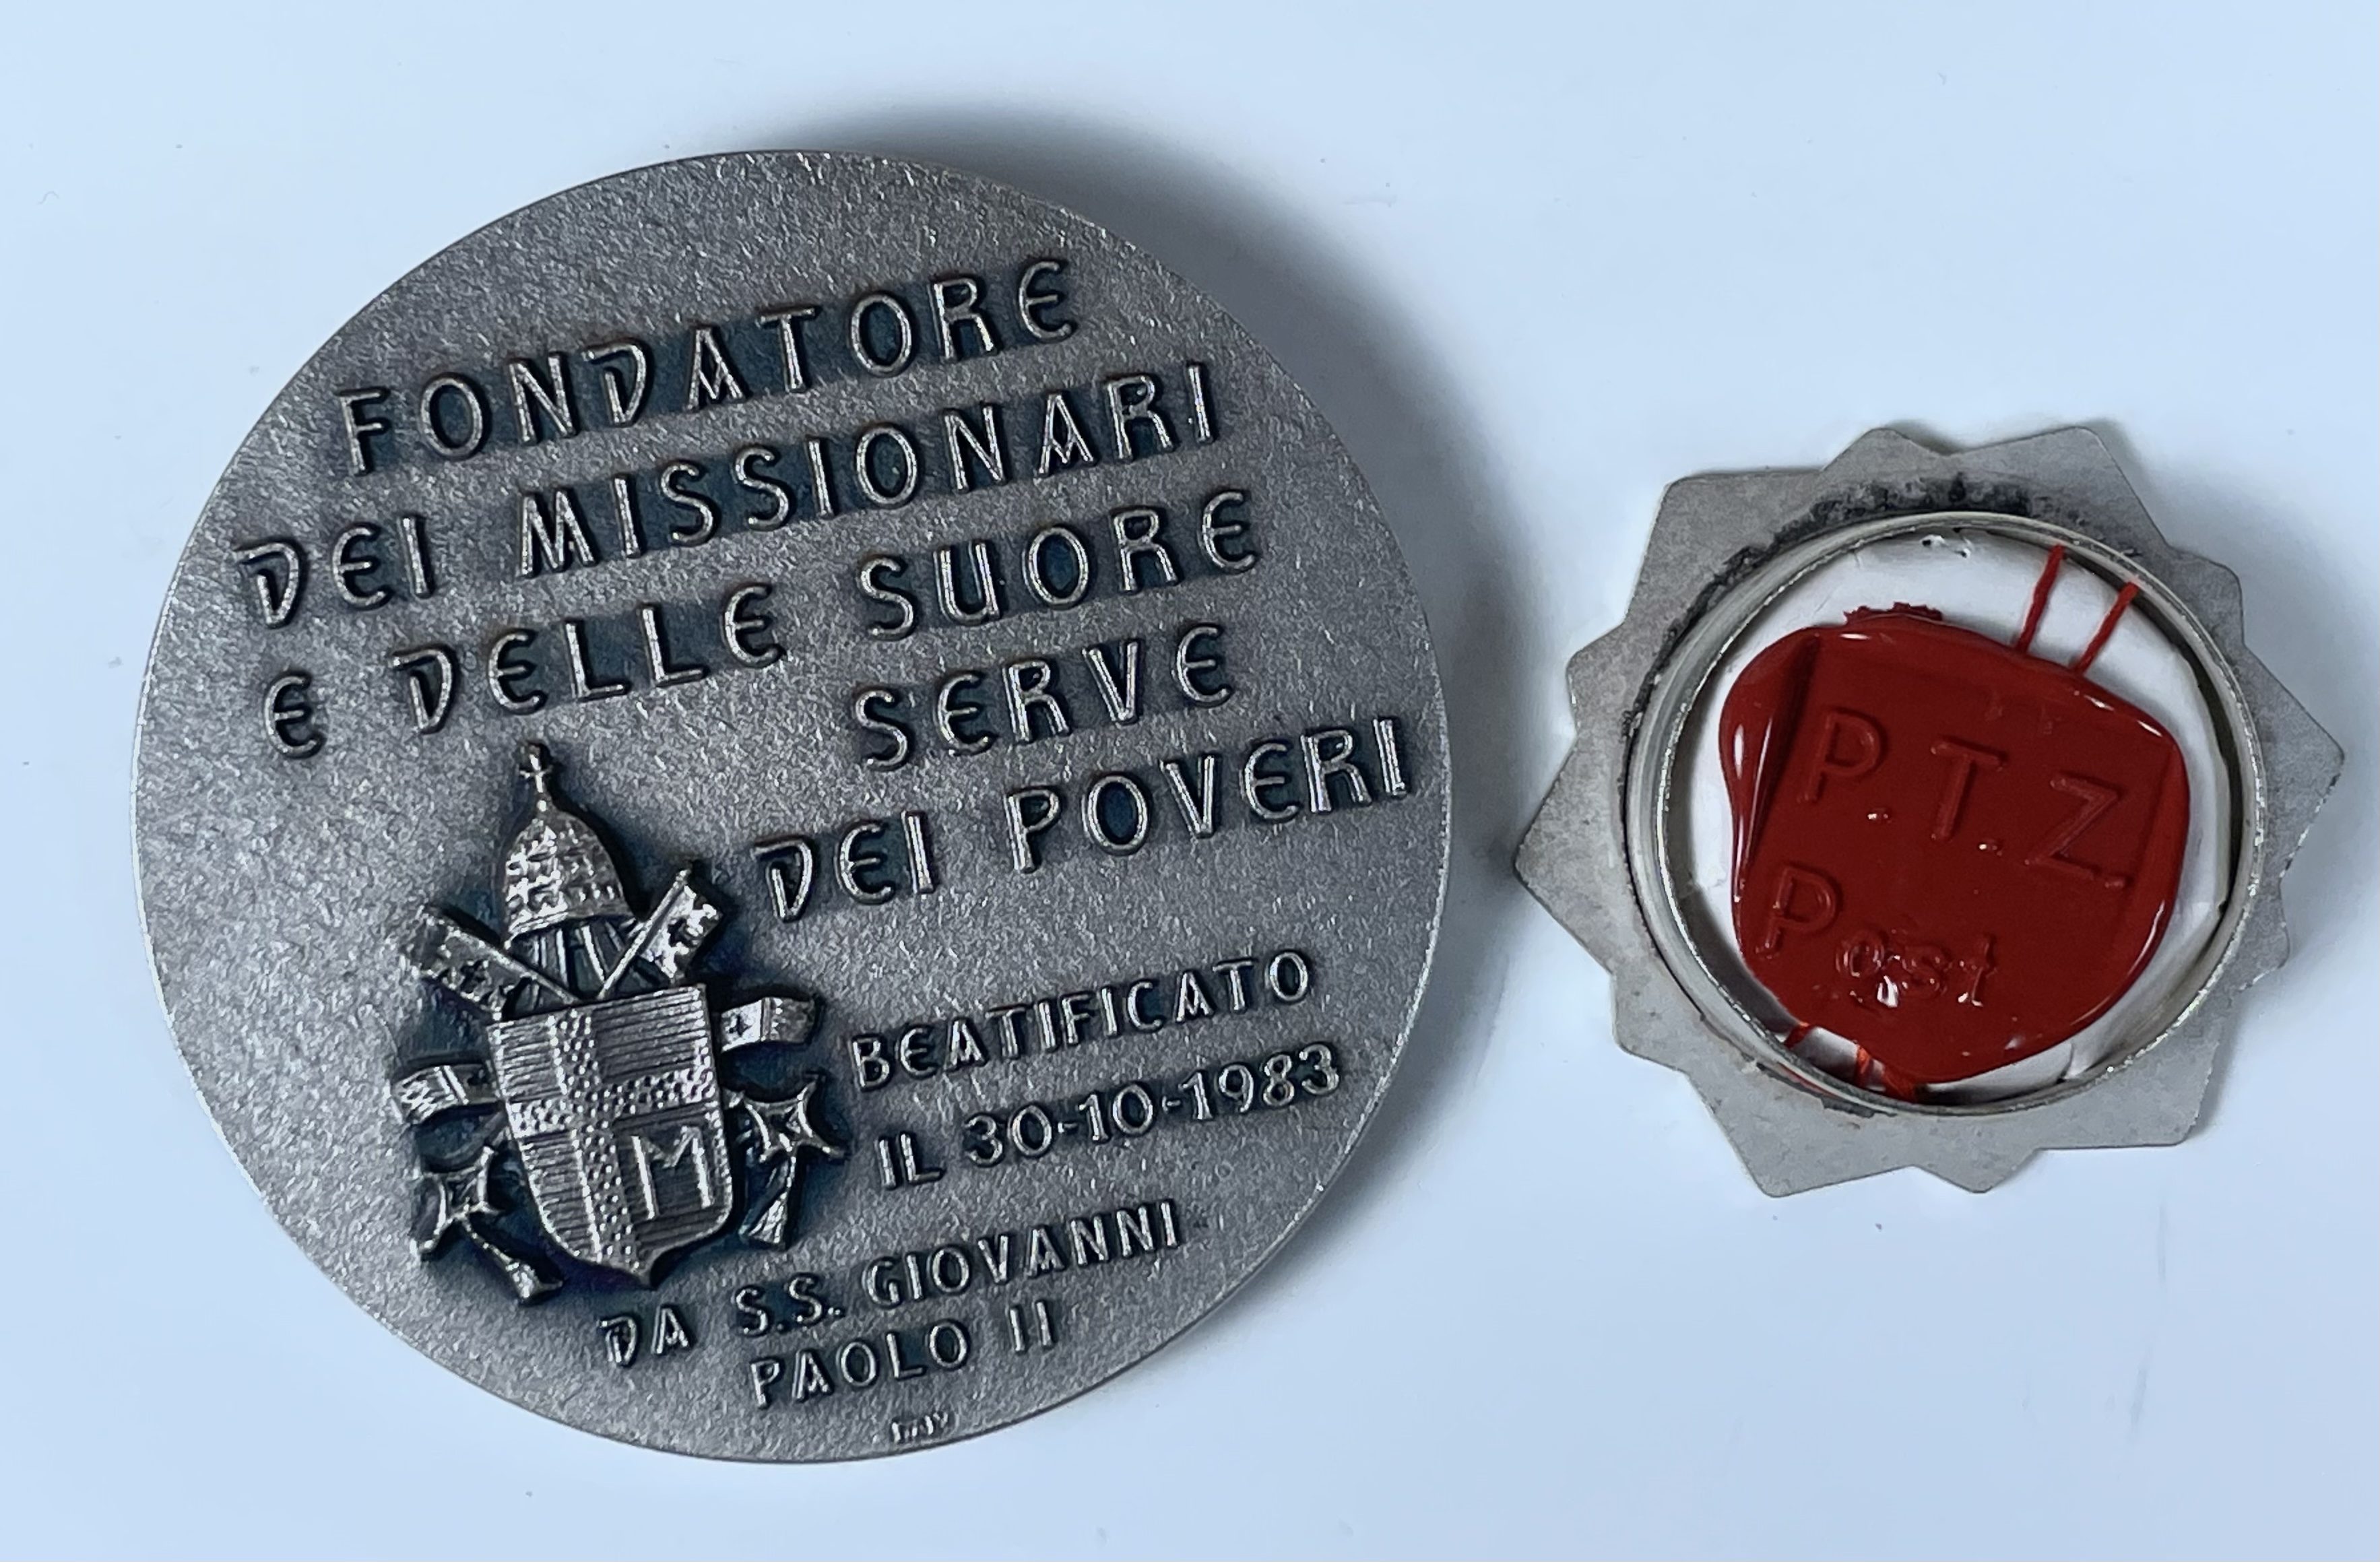 FONDATORE
DEI MISSIONARI
E DELLE SUORE
SERVE
DEI POVERI
BEATIFICATO
IL 30-10-1983
DA S.S. GIOVANNI
PAOLO II
M
P.T.Z.
Post